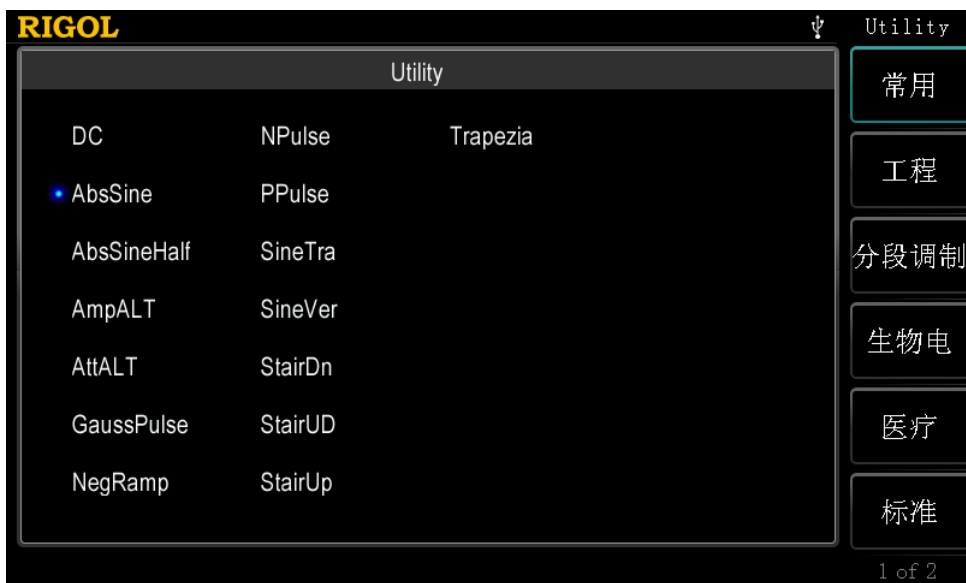 RIGOL
Utility
Utility
DC NPulse Trapezia
AbsSine PPulse
AbsSineHalf SineTra
AmpALT SineVer
AttALT StairDn
GaussPulse StairUD
NegRamp StairUp
常用
工程
分段调制
生物电
医疗
标准
1 of 2